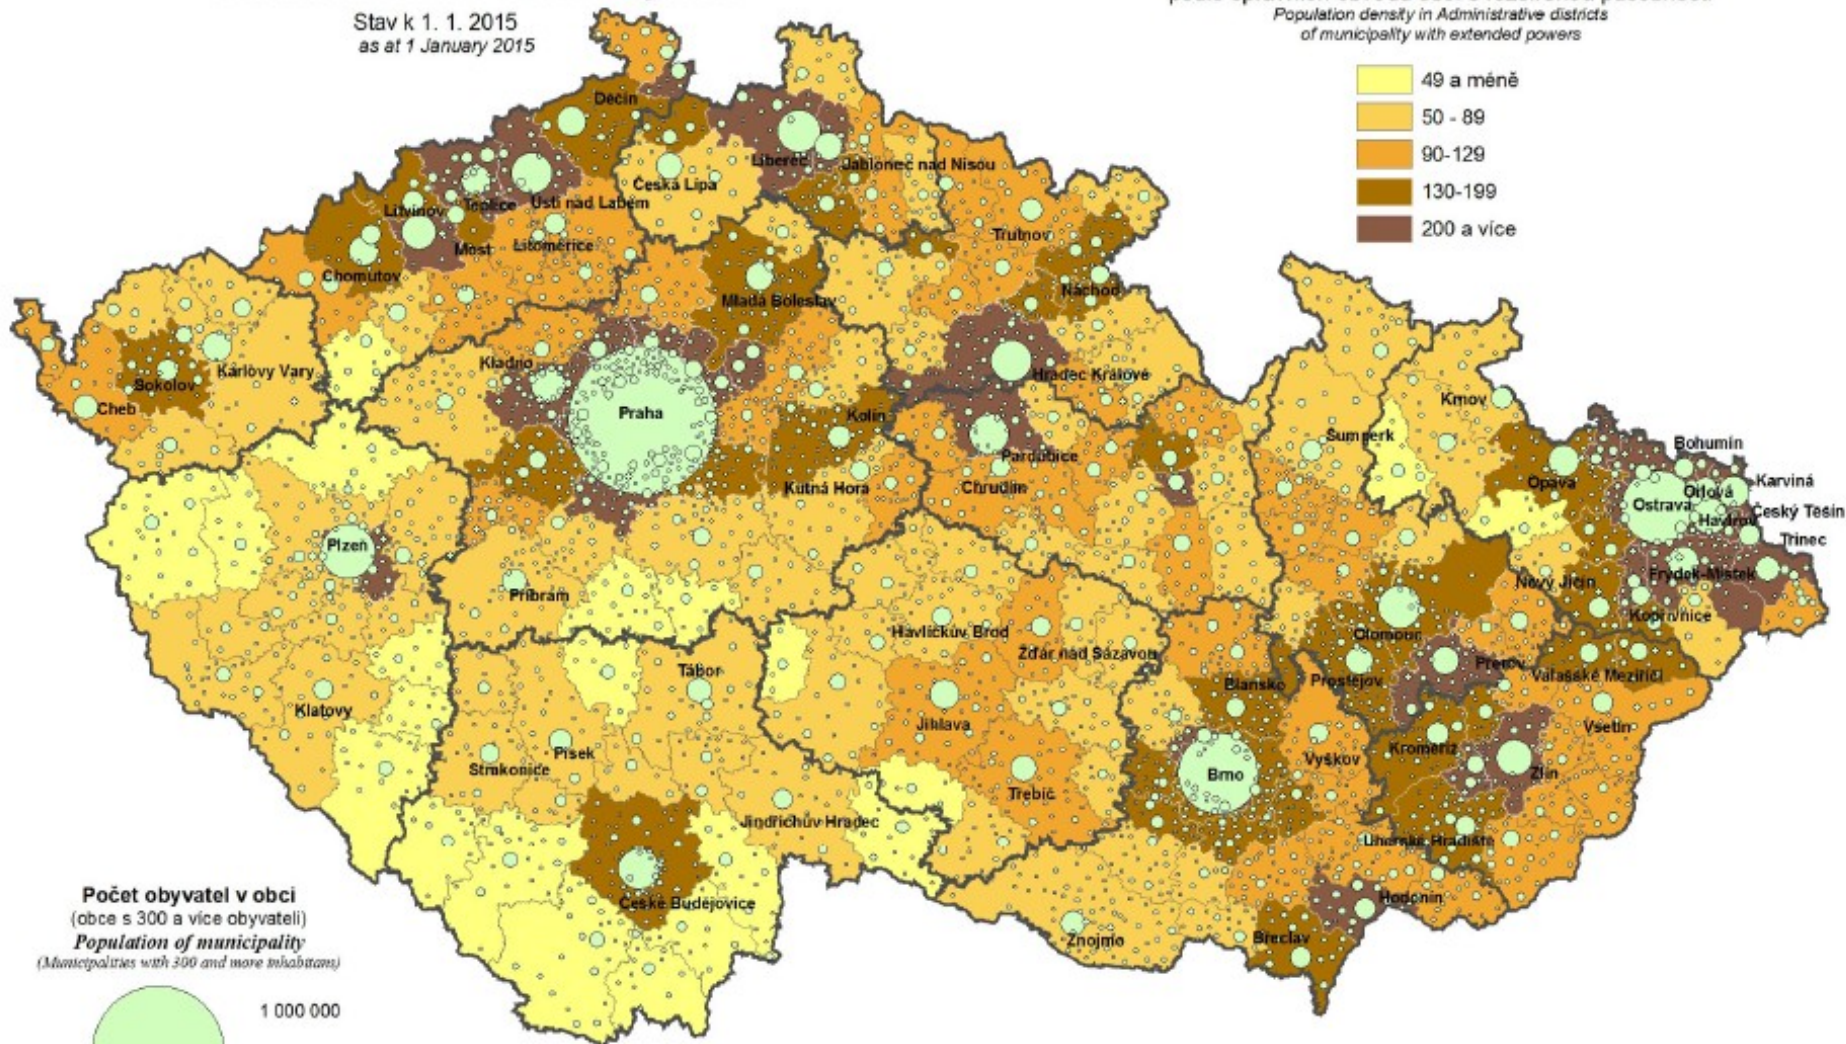 Stav k 1. 1. 2015
as at 1 January 2015
Population density in Administrative districts
of municipality with extended powers
49 a méně
50 - 89
90-129
130-199
200 a více
Děčín
Liberec
Jablonec nad Nisou
Česká Lípa
Litvínov
Teplice
Ústí nad Labem
Most
Litoměřice
Trutnov
Chomutov
Mladá Boleslav
Náchod
Kladno
Karlovy Vary
Sokolov
Cheb
Hradec Králové
Praha
Kolín
Krnov
Šumperk
Bohumín
Pardubice
Karviná
Kutná Hora
Chrudim
Opava
Orlová
Ostrava
Český Těšín
Havířov
Plzeň
Třinec
Nový Jičín
Frýdek-Místek
Příbram
Kopřivnice
Havlíčkův Brod
Olomouc
Žďár nad Sázavou
Přerov
Tábor
Valašské Meziříčí
Prostějov
Blansko
Klatovy
Jihlava
Vsetín
Písek
Kroměříž
Strakonice
Vyškov
Zlín
Brno
Třebíč
Jindřichův Hradec
Uherské Hradiště
Počet obyvatel v obci
(obce s 300 a více obyvateli)
Population of municipality
(Municipalities with 300 and more inhabitans)
České Budějovice
Hodonín
Znojmo
Břeclav
1 000 000